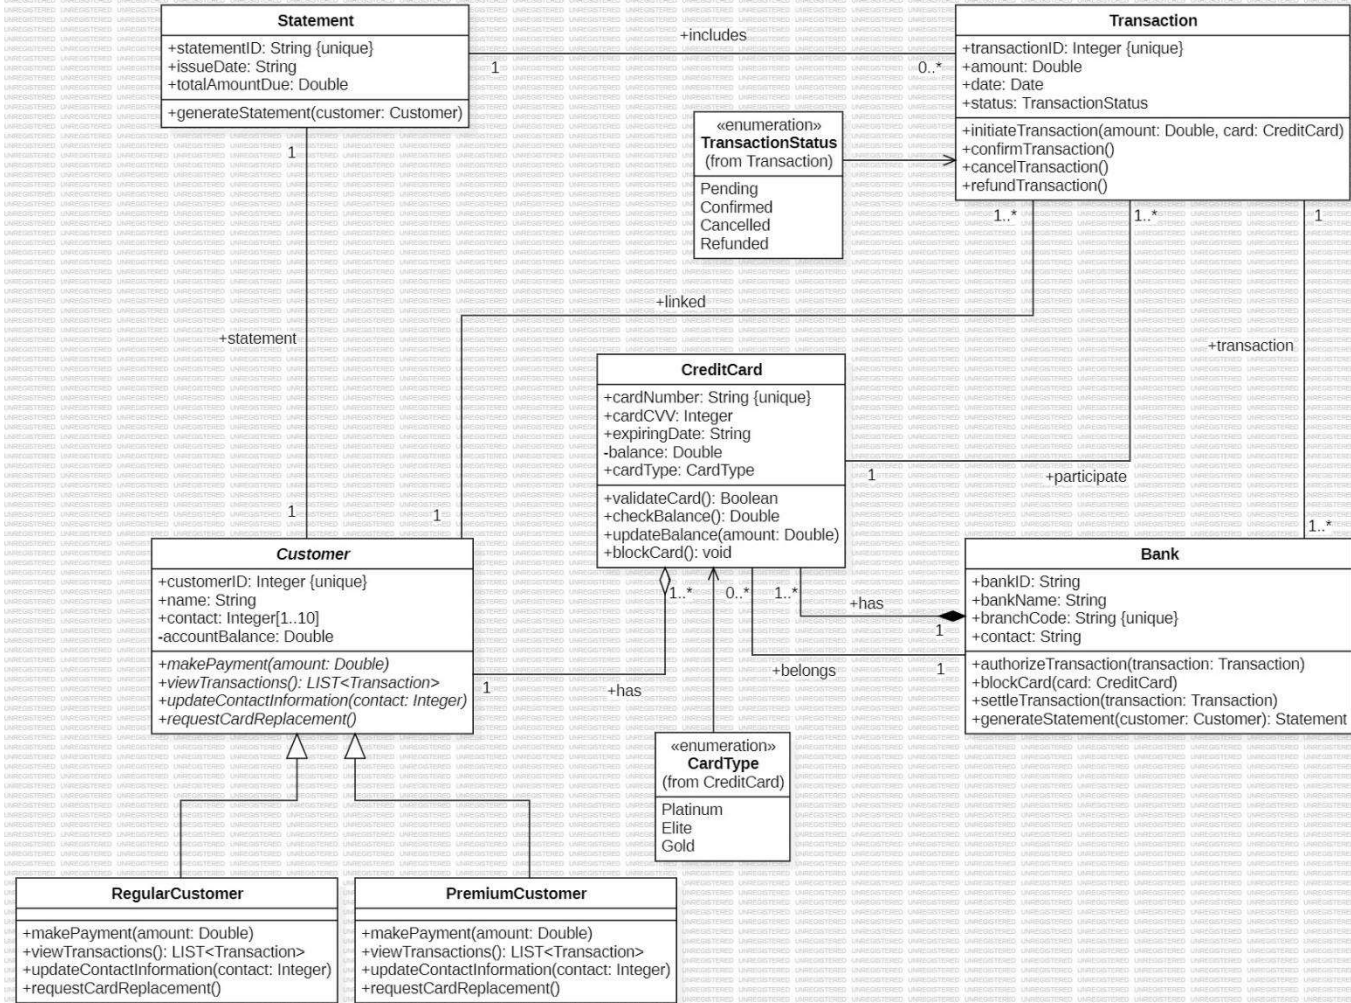 Statement
+statementID: String {unique}
+issueDate: String
+totalAmountDue: Double
+generateStatement(customer: Customer)
+includes
1
0..*
Transaction
+transactionID: Integer {unique}
+amount: Double
+date: Date
+status: TransactionStatus
+initiateTransaction(amount: Double, card: CreditCard)
+confirmTransaction()
+cancelTransaction()
+refundTransaction()
«enumeration»
TransactionStatus
(from Transaction)
Pending
Confirmed
Cancelled
Refunded
1
+statement
1
1..*
+linked
1
1..*
+participate
1
1
+transaction
1..*
CreditCard
+cardNumber: String {unique}
+cardCVV: Integer
+expiringDate: String
-balance: Double
+cardType: CardType
+validateCard(): Boolean
+checkBalance(): Double
+updateBalance(amount: Double)
+blockCard(): void
Customer
+customerID: Integer {unique}
+name: String
+contact: Integer[1..10]
-accountBalance: Double
+makePayment(amount: Double)
+viewTransactions(): LIST<Transaction>
+updateContactInformation(contact: Integer)
+requestCardReplacement()
1..*
+has
1
0..*
+belongs
1
1..*
+has
1
Bank
+bankID: String
+bankName: String
+branchCode: String {unique}
+contact: String
+authorizeTransaction(transaction: Transaction)
+blockCard(card: CreditCard)
+settleTransaction(transaction: Transaction)
+generateStatement(customer: Customer): Statement
«enumeration»
CardType
(from CreditCard)
Platinum
Elite
Gold
RegularCustomer
+makePayment(amount: Double)
+viewTransactions(): LIST<Transaction>
+updateContactInformation(contact: Integer)
+requestCardReplacement()
PremiumCustomer
+makePayment(amount: Double)
+viewTransactions(): LIST<Transaction>
+updateContactInformation(contact: Integer)
+requestCardReplacement()
UNREGISTERED